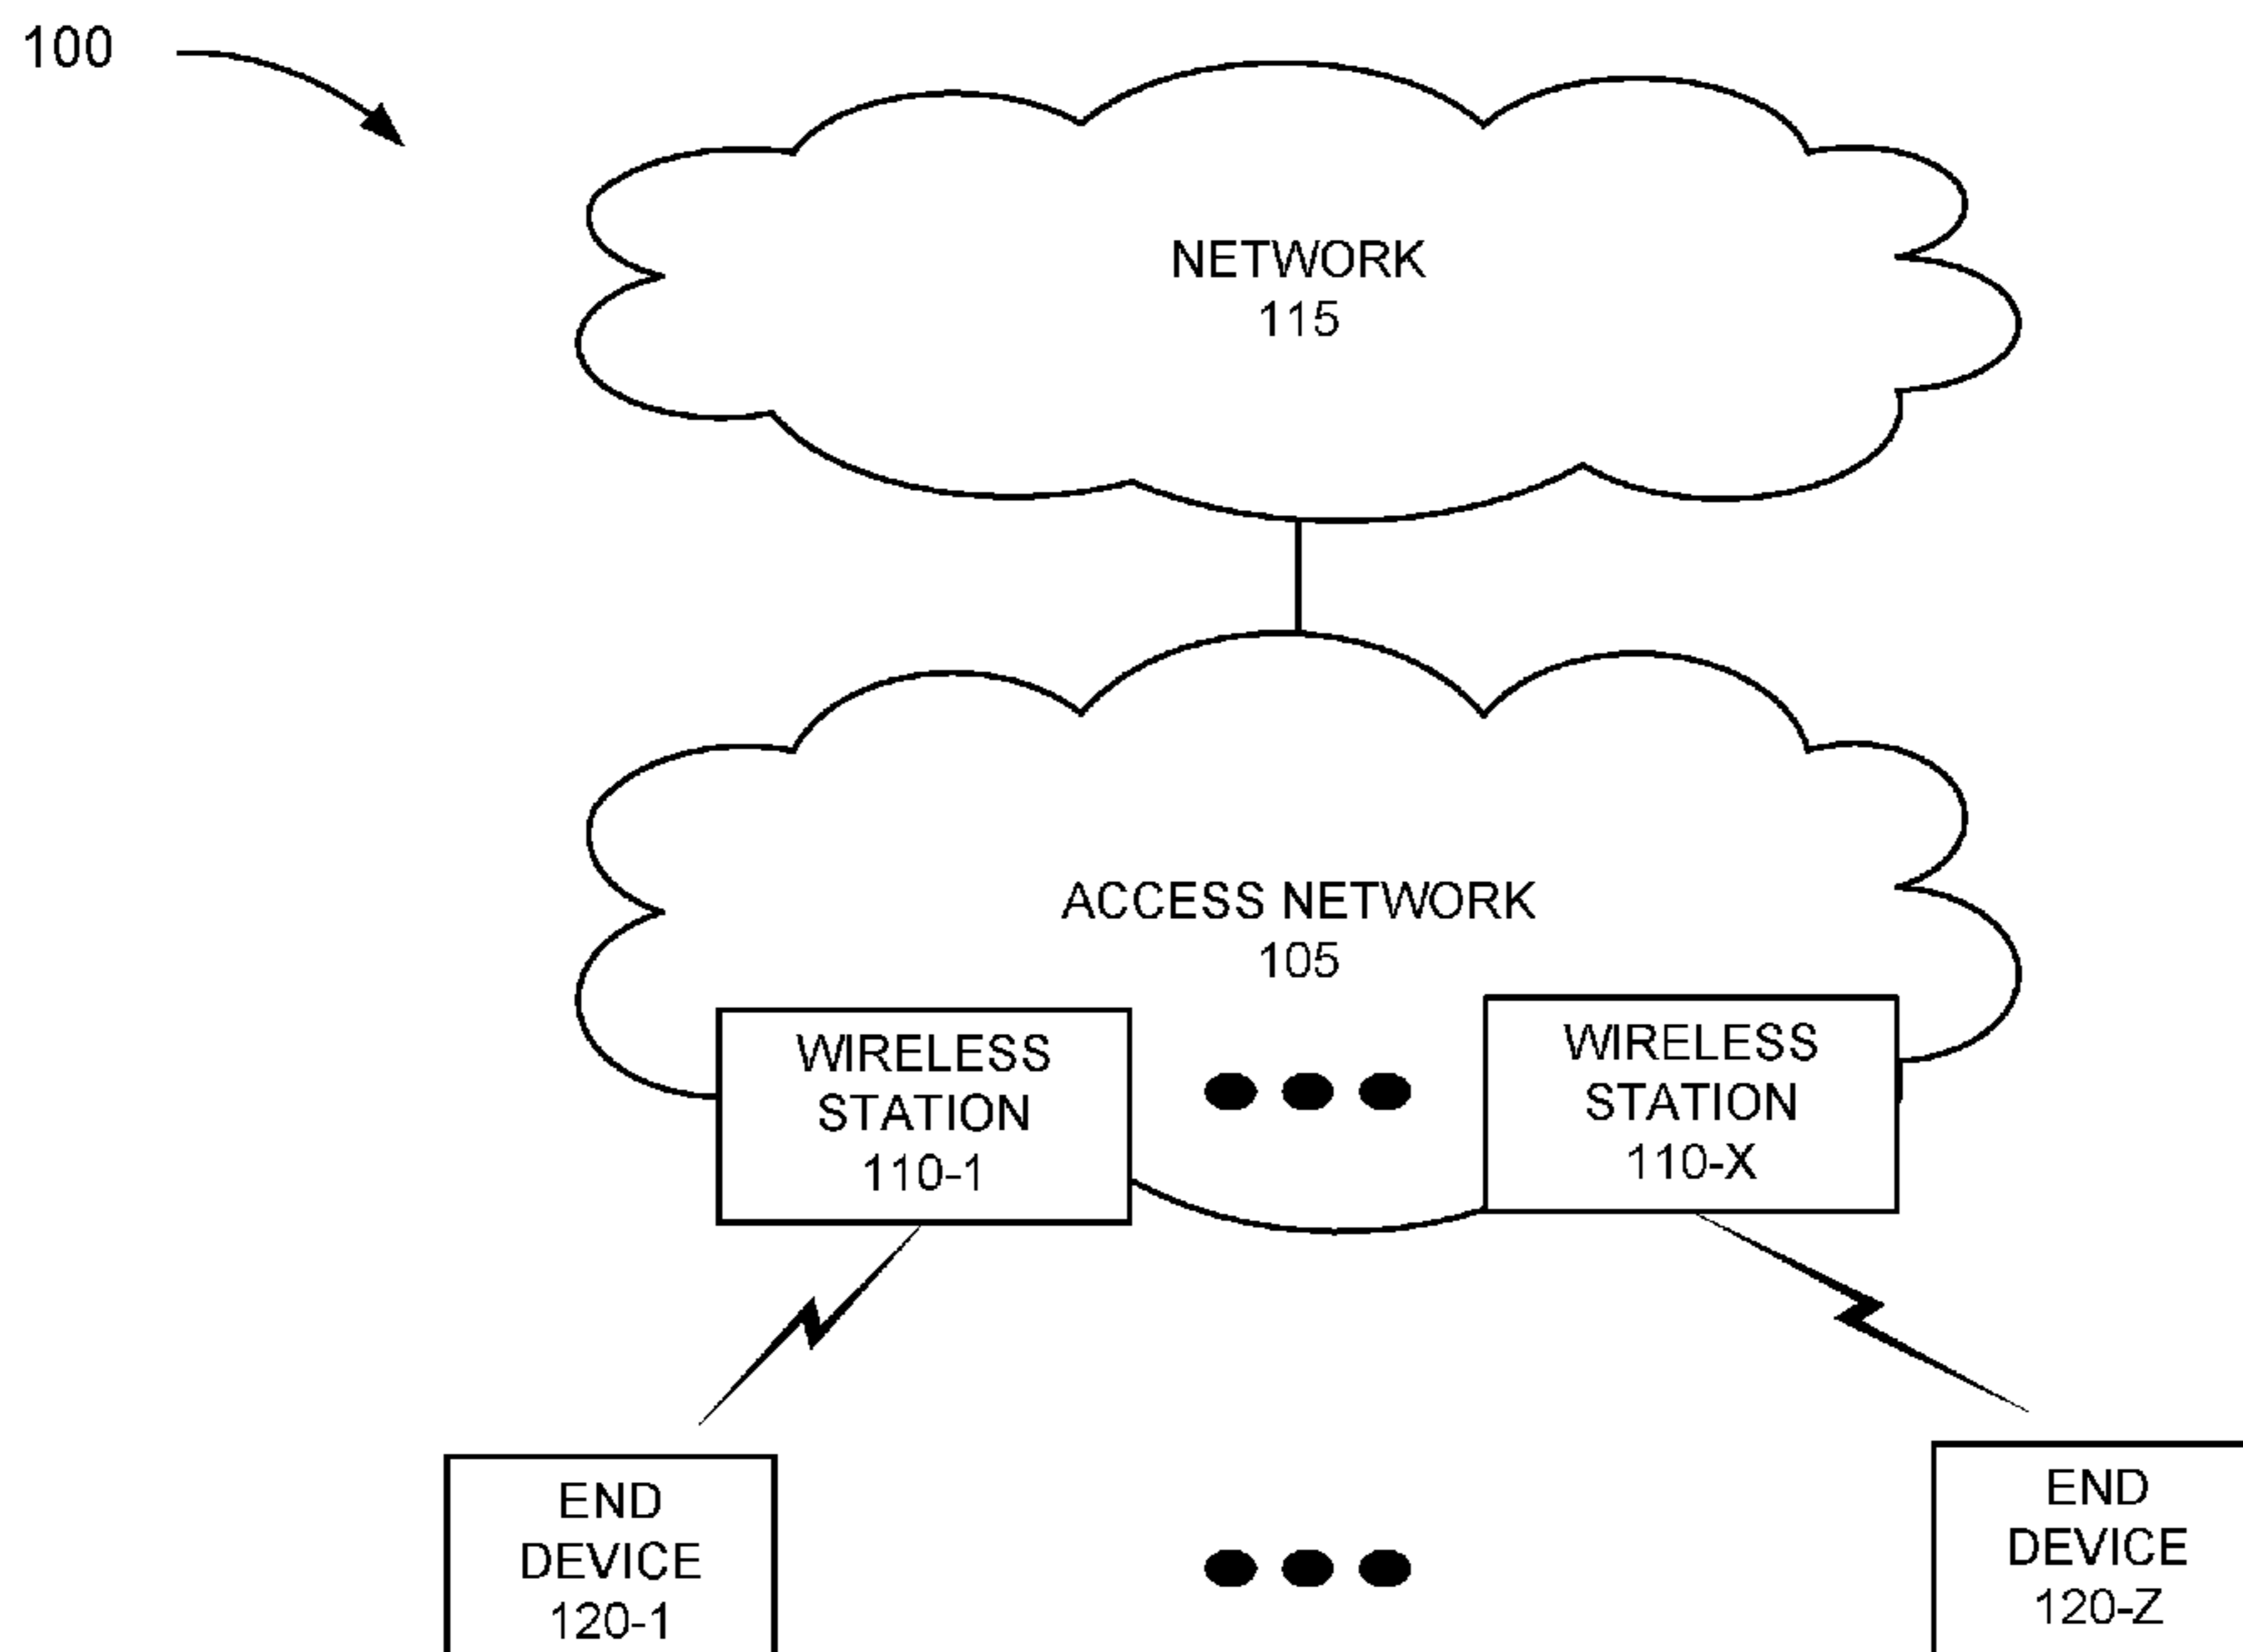 100
NETWORK
115
ACCESS NETWORK
105
WIRELESS
STATION
110-1
WIRELESS
STATION
110-X
END
DEVICE
120-1
END
DEVICE
120-Z